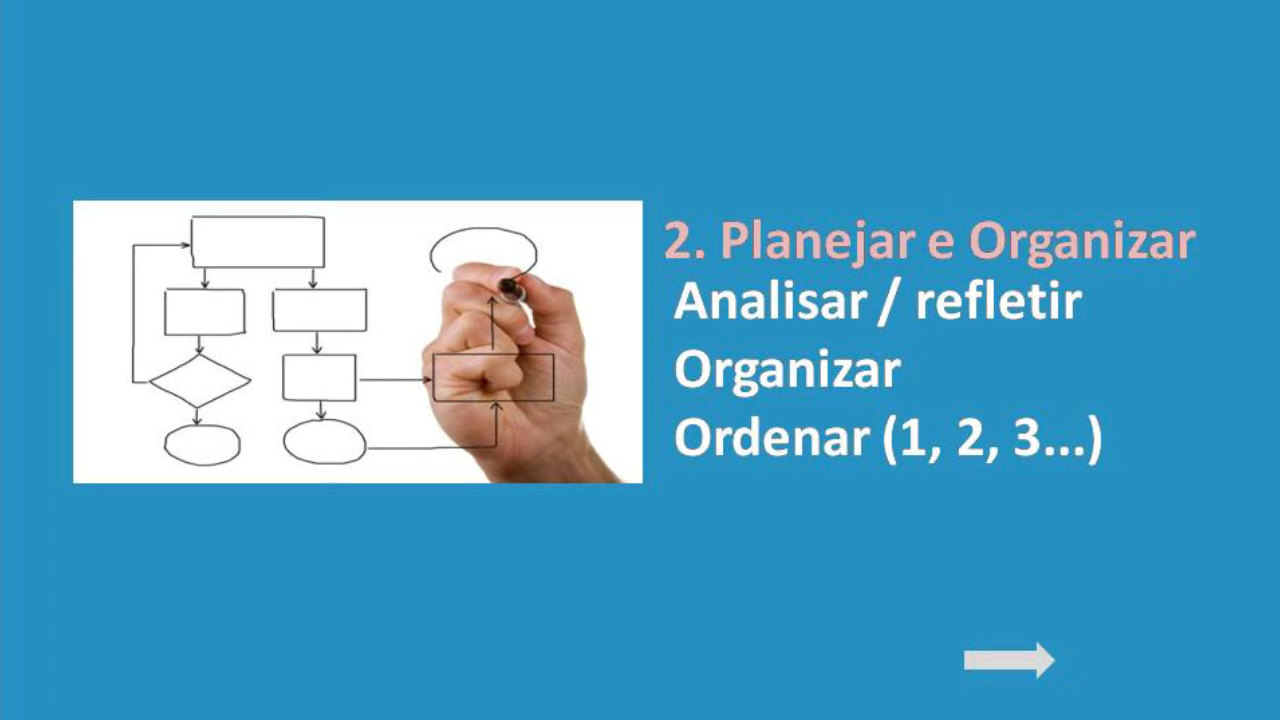 2. Planejar e Organizar
Analisar / refletir
Organizar
Ordenar (1, 2, 3...)